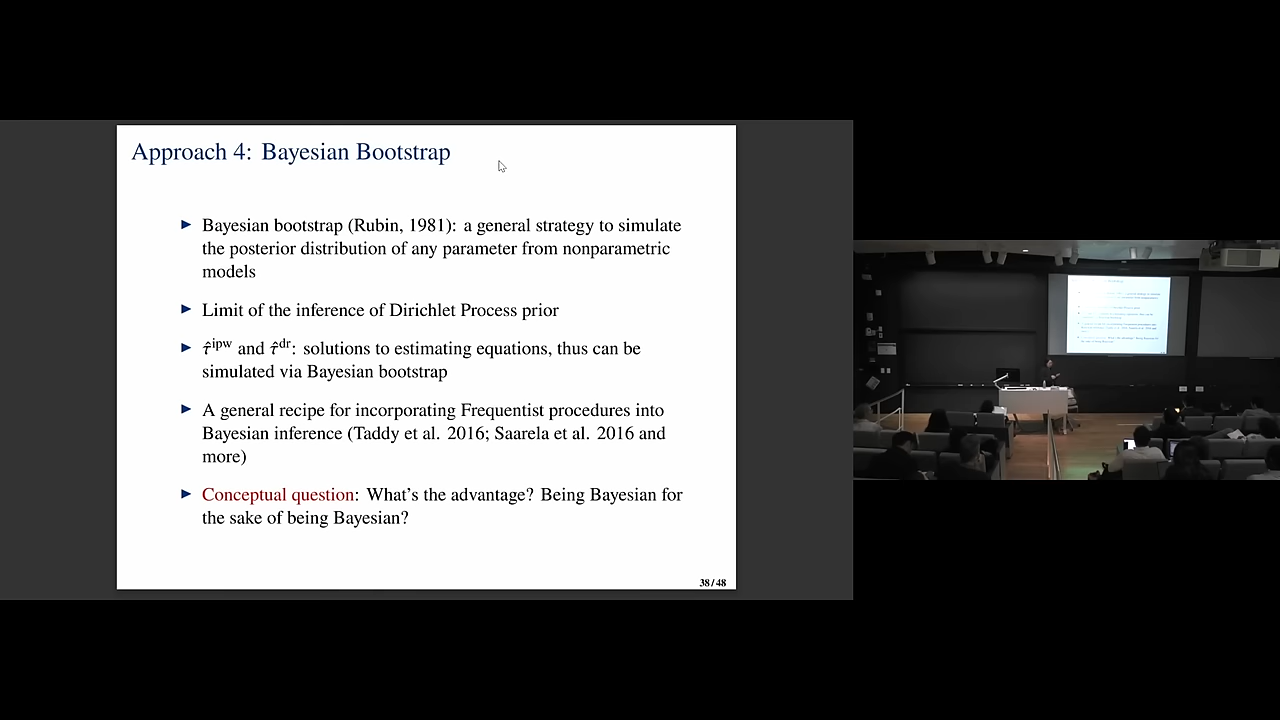 Approach 4: Bayesian Bootstrap
► Bayesian bootstrap (Rubin, 1981): a general strategy to simulate
the posterior distribution of any parameter from nonparametric
models
► Limit of the inference of Dirichlet Process prior
► τ̂^ipw and τ̂^dr: solutions to estimating equations, thus can be
simulated via Bayesian bootstrap
► A general recipe for incorporating Frequentist procedures into
Bayesian inference (Taddy et al. 2016; Saarela et al. 2016 and
more)
► Conceptual question: What's the advantage? Being Bayesian for
the sake of being Bayesian?
38 / 48